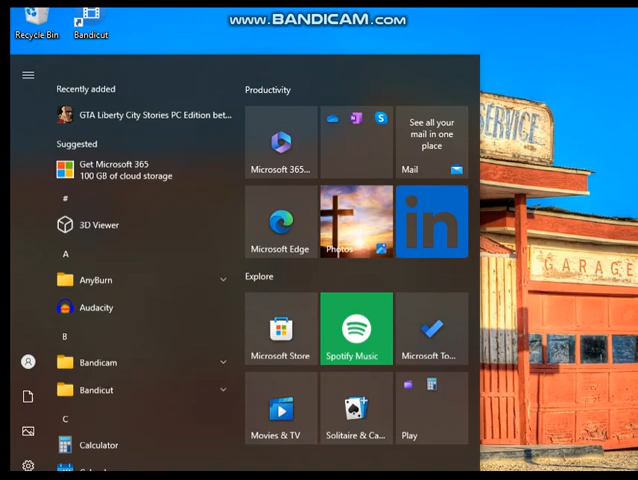 www.BANDICAM.com
Recycle Bin
Bandicut
Recently added
GTA Liberty City Stories PC Edition bet...
Suggested
Get Microsoft 365
100 GB of cloud storage
#
3D Viewer
A
AnyBurn
Audacity
B
Bandicam
Bandicut
C
Calculator
Productivity
Microsoft 365...
See all your
mail in one
place
Mail
Microsoft Edge
Photos
in
Explore
Microsoft Store
Spotify Music
Microsoft To...
Movies & TV
Solitaire & Ca...
Play
SERVICE
GARAGE